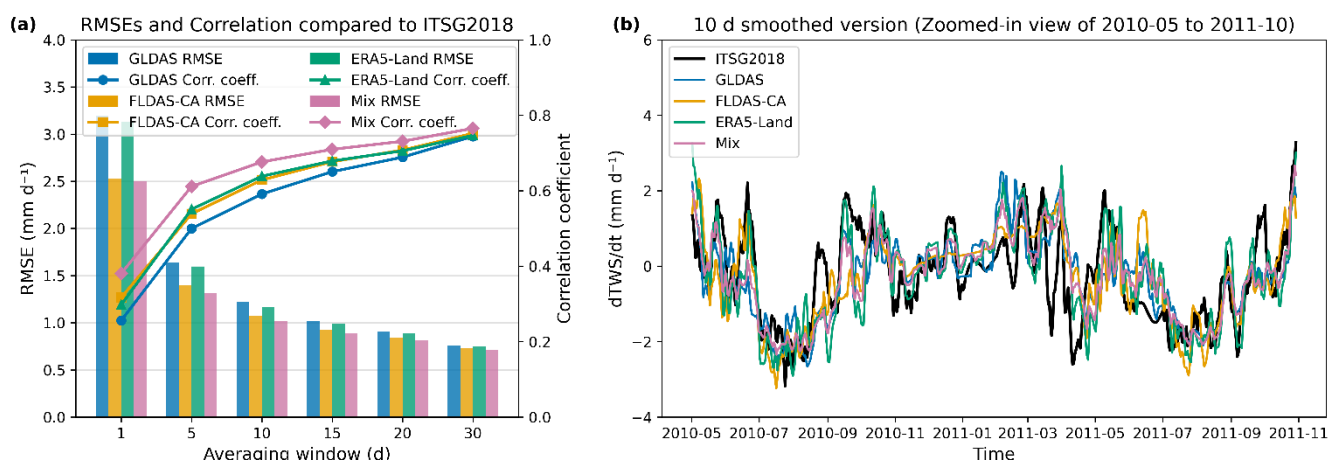 (a) RMSEs and Correlation compared to ITSG2018
4.0
3.5
3.0
2.5
2.0
1.5
1.0
0.5
0.0
RMSE (mm d⁻¹)
GLDAS RMSE
GLDAS Corr. coeff.
FLDAS-CA RMSE
FLDAS-CA Corr. coeff.
ERA5-Land RMSE
ERA5-Land Corr. coeff.
Mix RMSE
Mix Corr. coeff.
1.0
0.8
0.6
0.4
0.2
0.0
Correlation coefficient
1 5 10 15 20 30
Averaging window (d)
(b) 10 d smoothed version (Zoomed-in view of 2010-05 to 2011-10)
6
4
2
0
−2
−4
dTWS/dt (mm d⁻¹)
ITSG2018
GLDAS
FLDAS-CA
ERA5-Land
Mix
2010-05 2010-07 2010-09 2010-11 2011-01 2011-03 2011-05 2011-07 2011-09 2011-11
Time